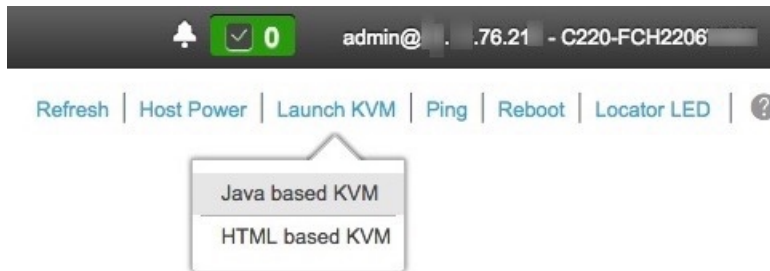 0 admin@ . .76.21 - C220-FCH2206
Refresh | Host Power | Launch KVM | Ping | Reboot | Locator LED | ?
Java based KVM
HTML based KVM